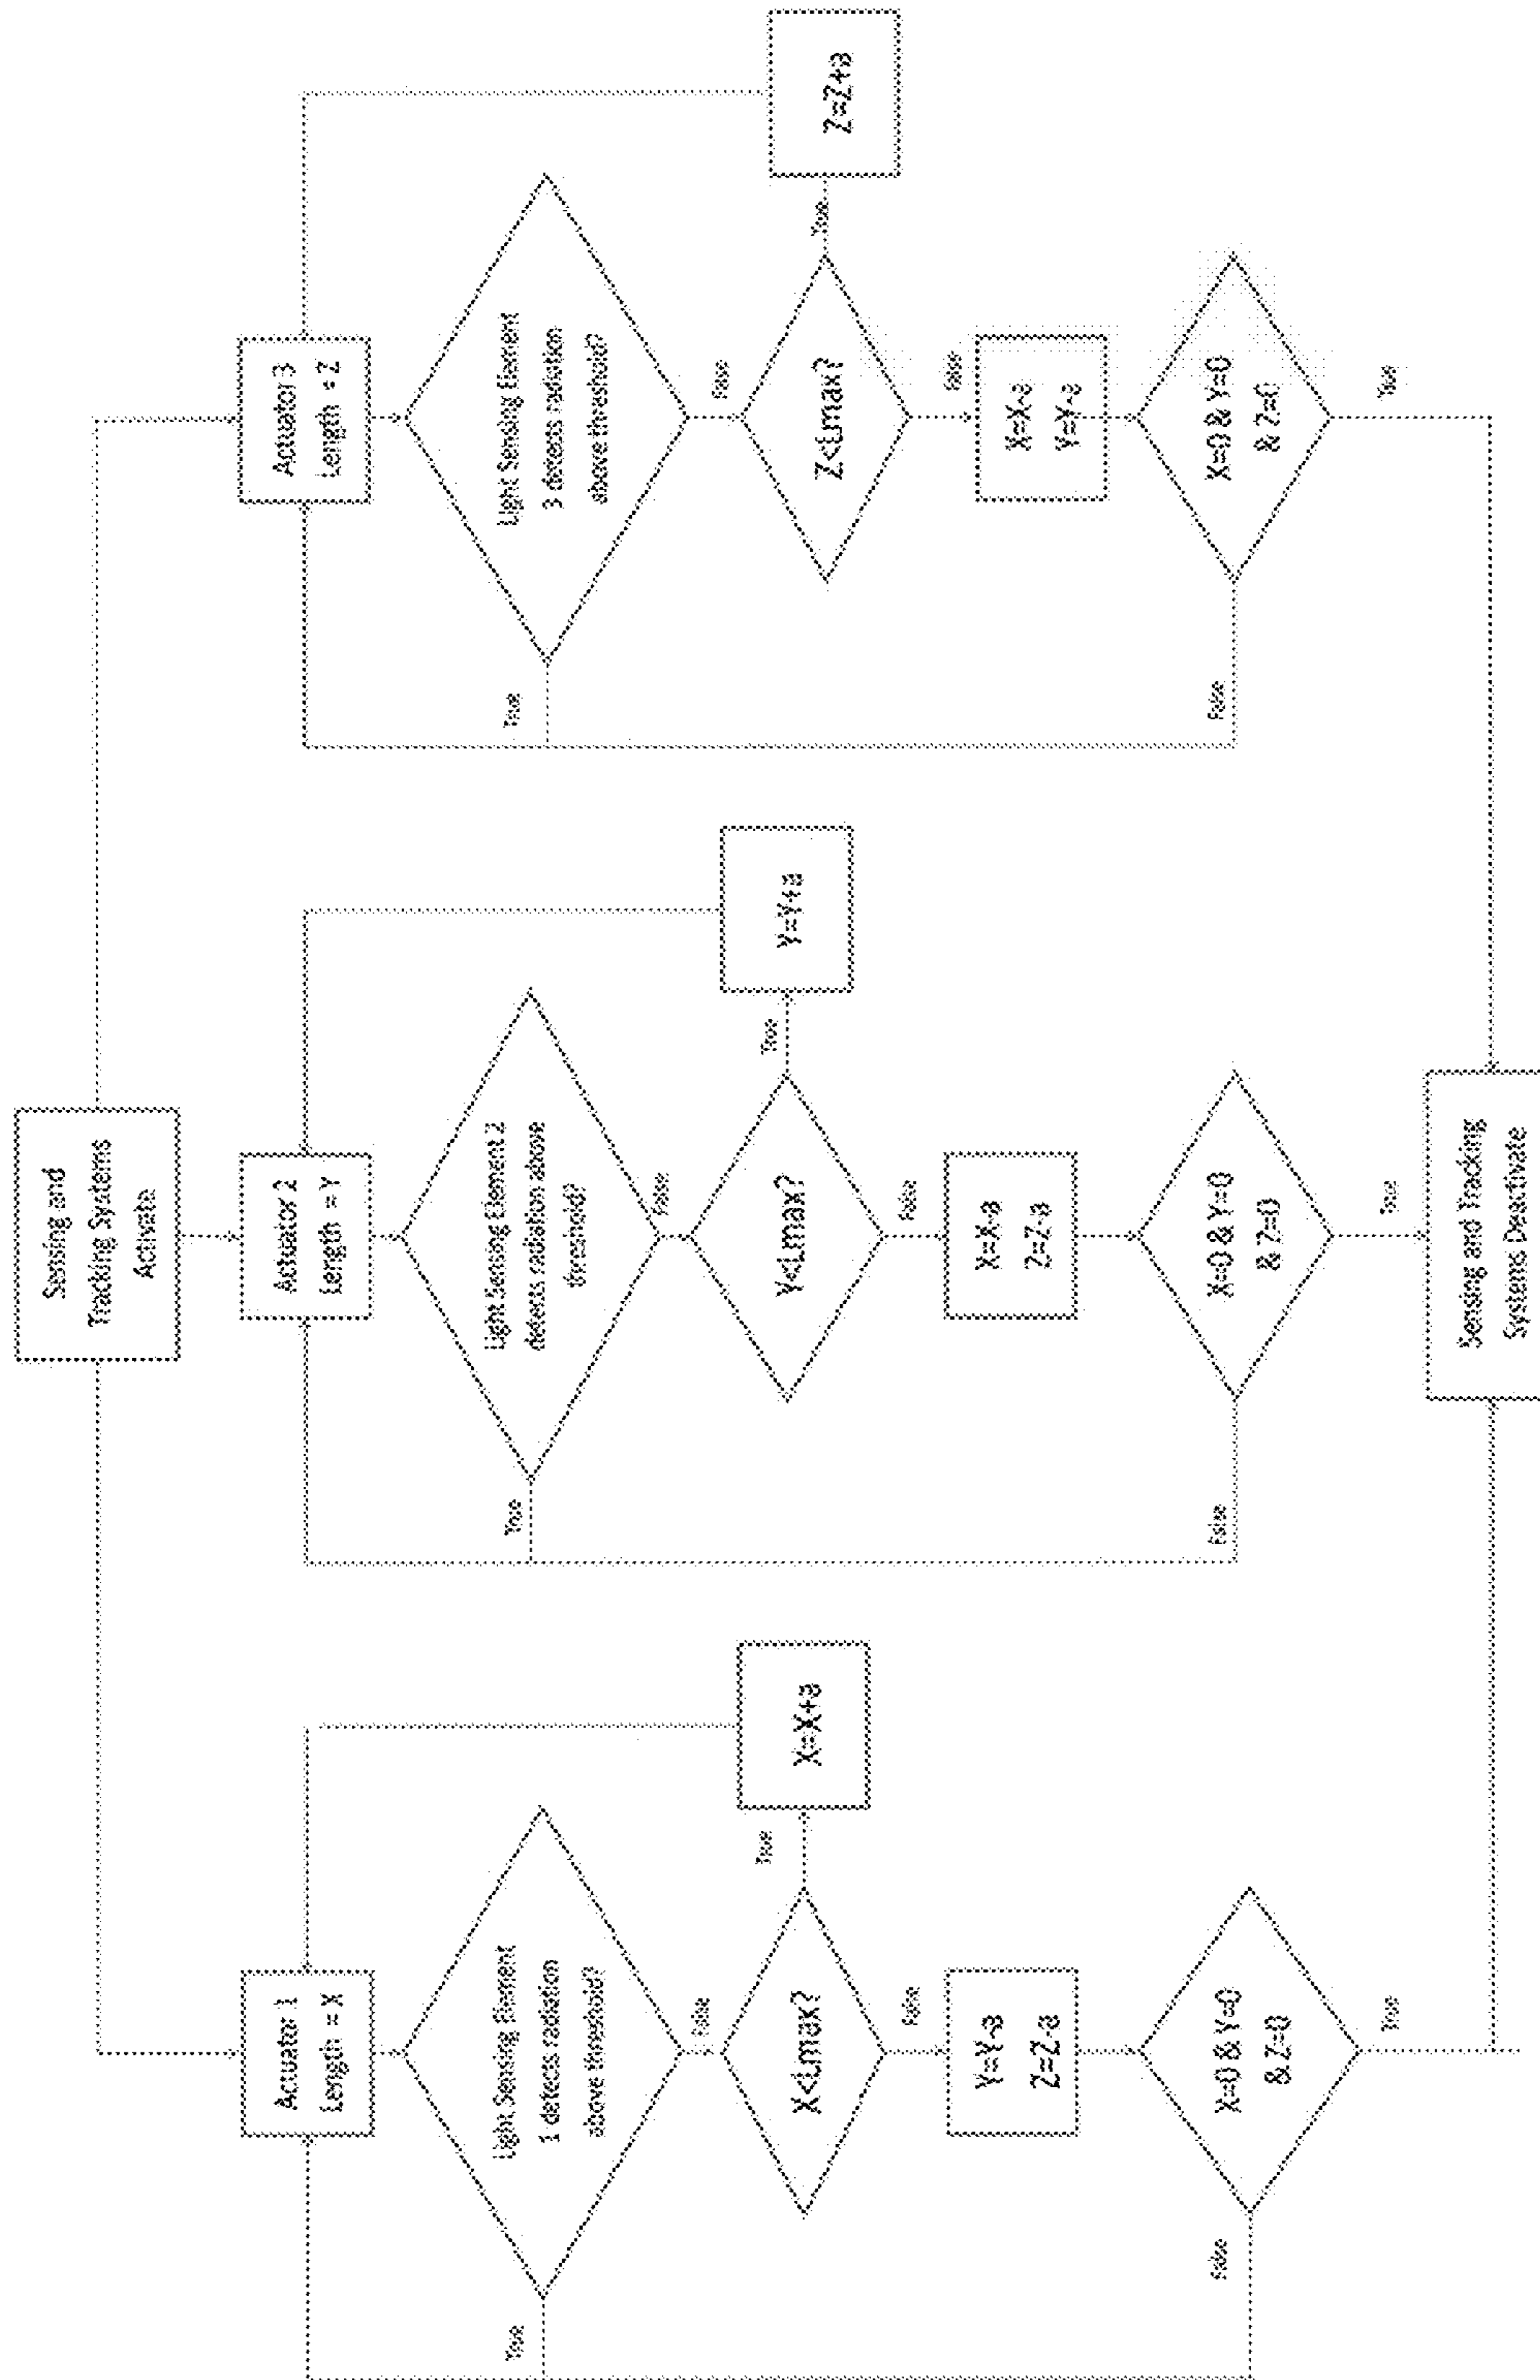 Sensing and
Tracking Systems
Activate
Actuator 1
Length = X
Light Sensing Element
1 detecs radiation
above threshold?
True
False
X<Lmax?
True
X=X+a
False
Y=Y-a
Z=Z-a
X=0 & Y=0
& Z=0
False
True
Actuator 2
Length = Y
Light Sensing Element 2
detecs radiation above
threshold?
True
False
Y<Lmax?
True
Y=Y+a
False
X=X-a
Z=Z-a
X=0 & Y=0
& Z=0
False
True
Actuator 3
Length = Z
Light Sensing Element
3 detecs radiation
above threshold?
True
False
Z<Lmax?
True
Z=Z+a
False
X=X-a
Y=Y-a
X=0 & Y=0
& Z=0
False
True
Sensing and Tracking
Systems Deactivate